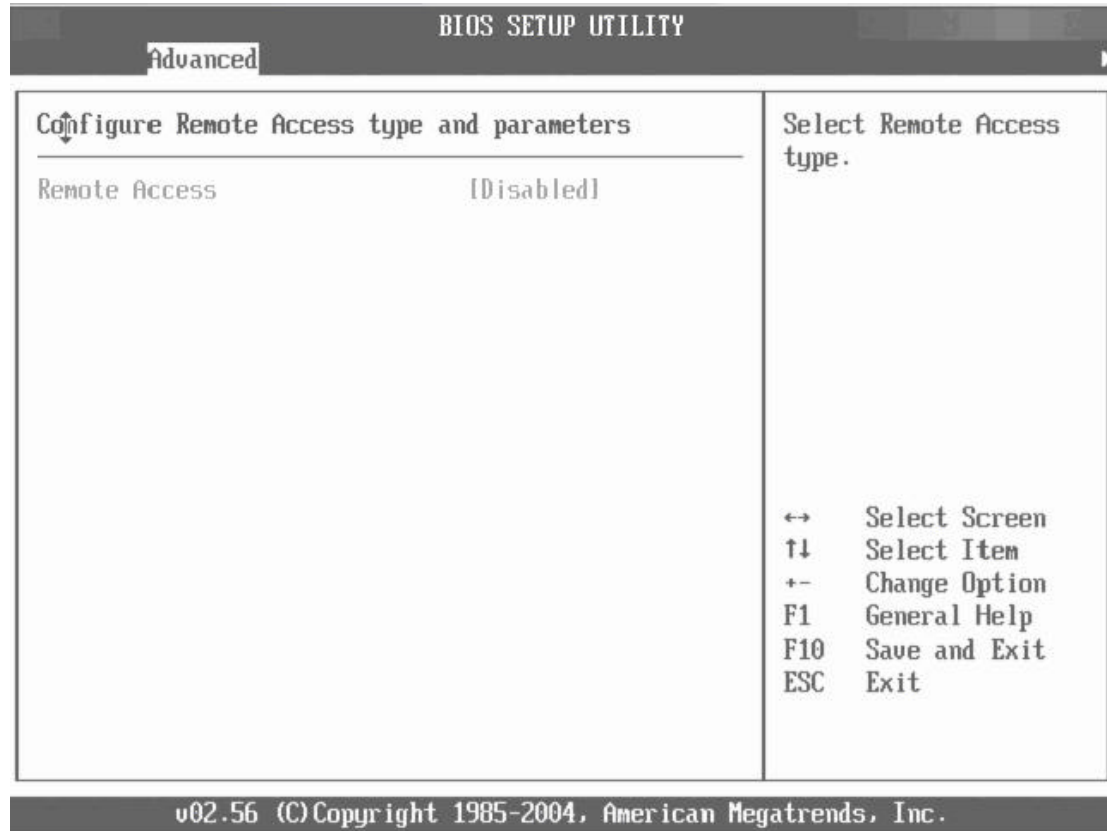 BIOS SETUP UTILITY
Advanced
Configure Remote Access type and parameters
Remote Access [Disabled]
Select Remote Access
type.
↔ Select Screen
↑↓ Select Item
+- Change Option
F1 General Help
F10 Save and Exit
ESC Exit
v02.56 (C)Copyright 1985-2004, American Megatrends, Inc.